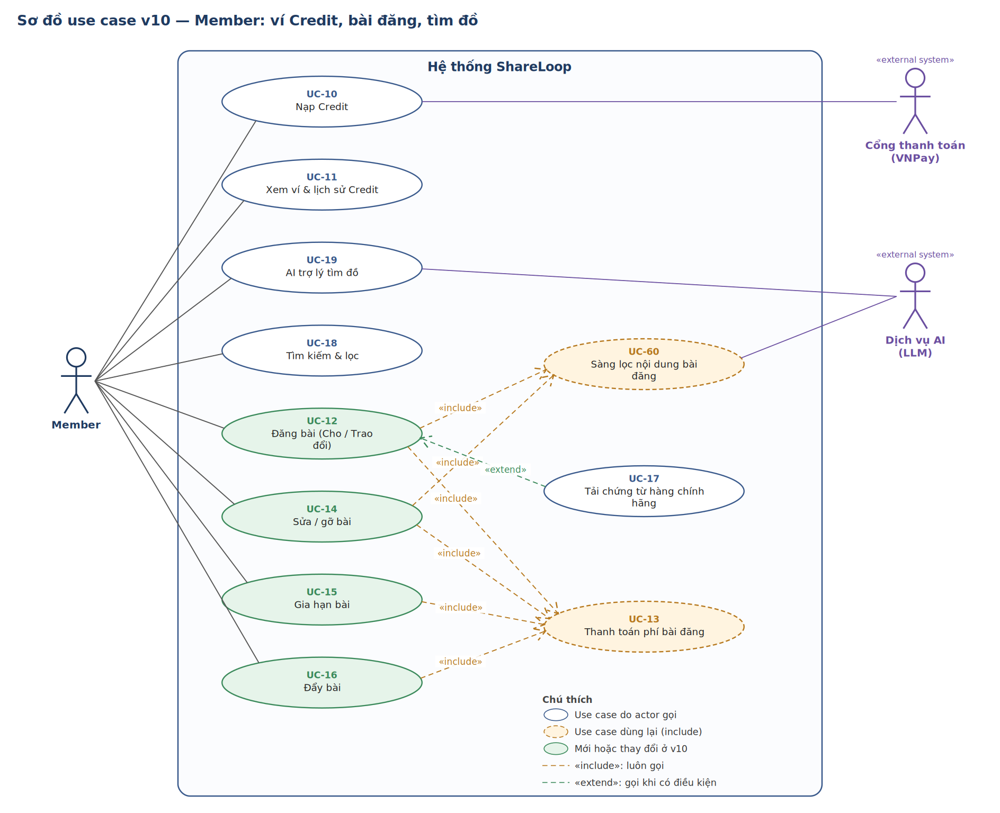 Sơ đồ use case v10 — Member: ví Credit, bài đăng, tìm đồ
Hệ thống ShareLoop
«external system»
Cổng thanh toán
(VNPay)
UC-10
Nạp Credit
UC-11
Xem ví & lịch sử Credit
UC-19
AI trợ lý tìm đồ
«external system»
Dịch vụ AI
(LLM)
UC-18
Tìm kiếm & lọc
UC-60
Sàng lọc nội dung bài
đăng
Member
UC-12
Đăng bài (Cho / Trao
đổi)
«include»
«include»
«extend»
«include»
UC-17
Tải chứng từ hàng chính
hãng
UC-14
Sửa / gỡ bài
«include»
UC-15
Gia hạn bài
«include»
UC-13
Thanh toán phí bài đăng
UC-16
Đẩy bài
«include»
Chú thích
Use case do actor gọi
Use case dùng lại (include)
Mới hoặc thay đổi ở v10
«include»: luôn gọi
«extend»: gọi khi có điều kiện